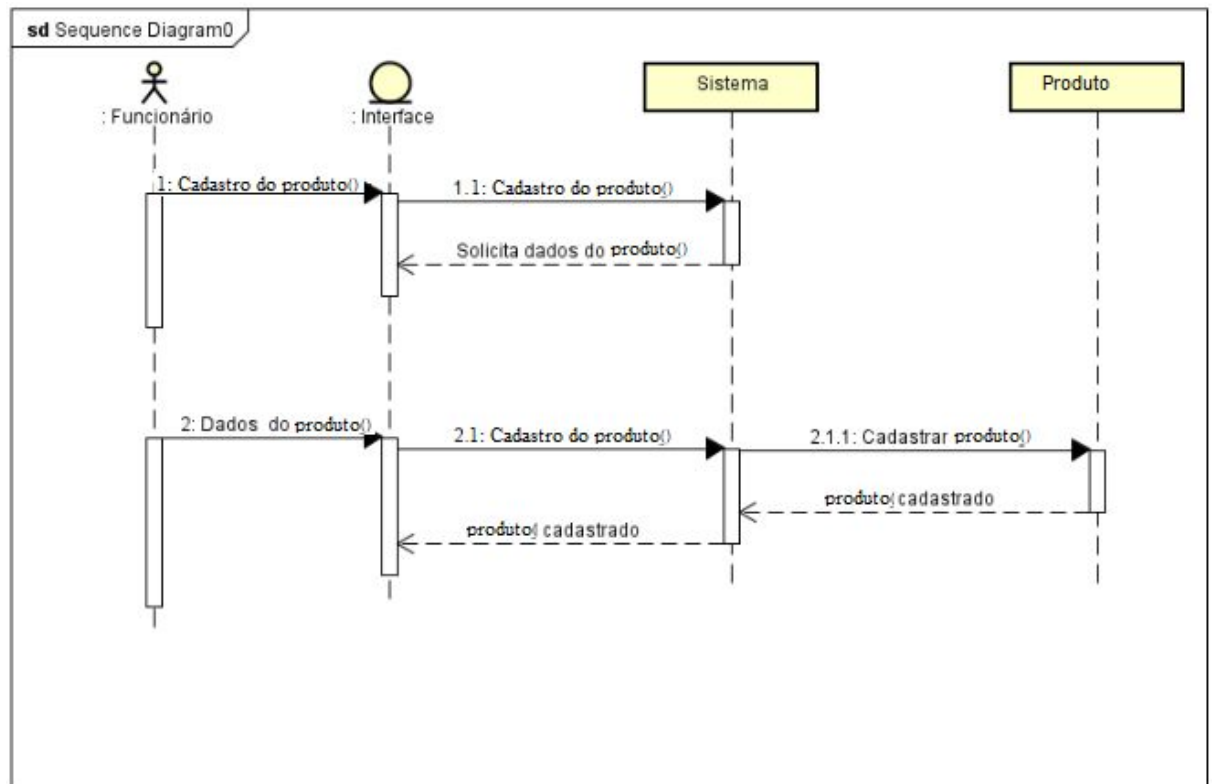 sd Sequence Diagram0
: Funcionário
: Interface
Sistema
Produto
1: Cadastro do produto()
1.1: Cadastro do produto()
Solicita dados do produto()
2: Dados do produto()
2.1: Cadastro do produto()
2.1.1: Cadastrar produto()
produto( cadastrado
produto( cadastrado